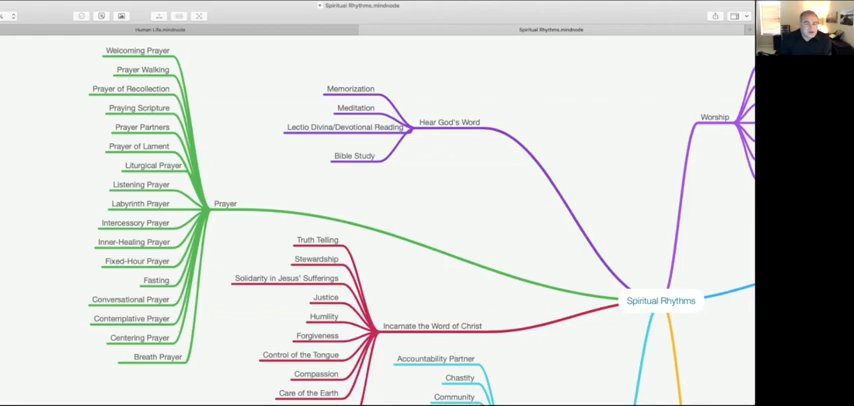 Spiritual Rhythms.mindnode
Human Life.mindnode
Spiritual Rhythms.mindnode
Welcoming Prayer
Prayer Walking
Prayer of Recollection
Praying Scripture
Prayer Partners
Prayer of Lament
Liturgical Prayer
Listening Prayer
Labyrinth Prayer
Intercessory Prayer
Inner-Healing Prayer
Fixed-Hour Prayer
Fasting
Conversational Prayer
Contemplative Prayer
Centering Prayer
Breath Prayer
Prayer
Memorization
Meditation
Lectio Divina/Devotional Reading
Bible Study
Hear God's Word
Worship
Truth Telling
Stewardship
Solidarity in Jesus' Sufferings
Justice
Humility
Forgiveness
Control of the Tongue
Compassion
Care of the Earth
Incarnate the Word of Christ
Spiritual Rhythms
Accountability Partner
Chastity
Community